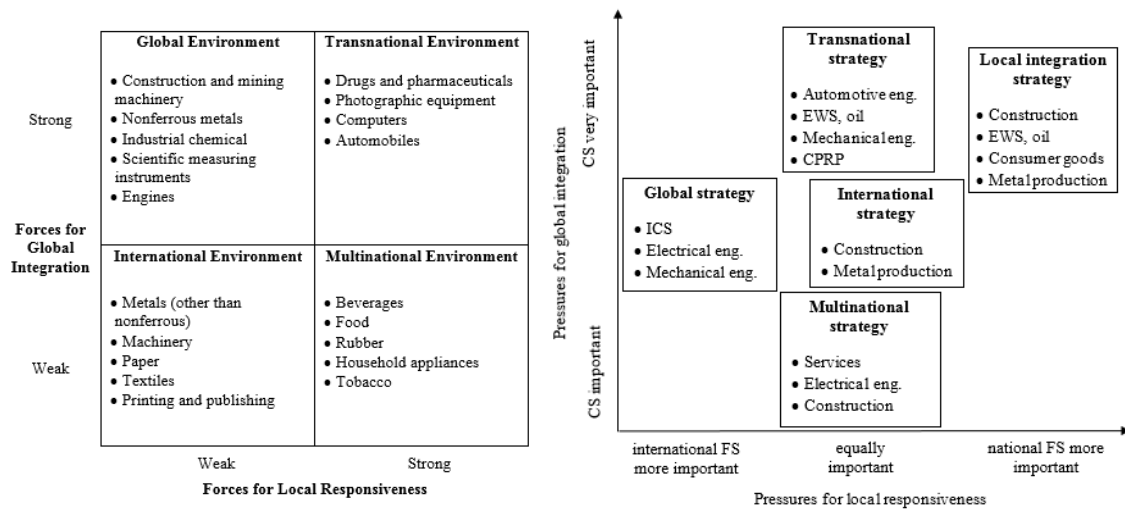 Global Environment
• Construction and mining
machinery
• Nonferrous metals
• Industrial chemical
• Scientific measuring
instruments
• Engines
Transnational Environment
• Drugs and pharmaceuticals
• Photographic equipment
• Computers
• Automobiles
Strong
Forces for
Global
Integration
International Environment
• Metals (other than
nonferrous)
• Machinery
• Paper
• Textiles
• Printing and publishing
Multinational Environment
• Beverages
• Food
• Rubber
• Household appliances
• Tobacco
Weak
Weak
Strong
Forces for Local Responsiveness
Pressures for global integration
CS very important
CS important
Transnational
strategy
• Automotive eng.
• EWS, oil
• Mechanical eng.
• CPRP
Local integration
strategy
• Construction
• EWS, oil
• Consumer goods
• Metal production
Global strategy
• ICS
• Electrical eng.
• Mechanical eng.
International
strategy
• Construction
• Metal production
Multinational
strategy
• Services
• Electrical eng.
• Construction
international FS
more important
equally
important
national FS more
important
Pressures for local responsiveness